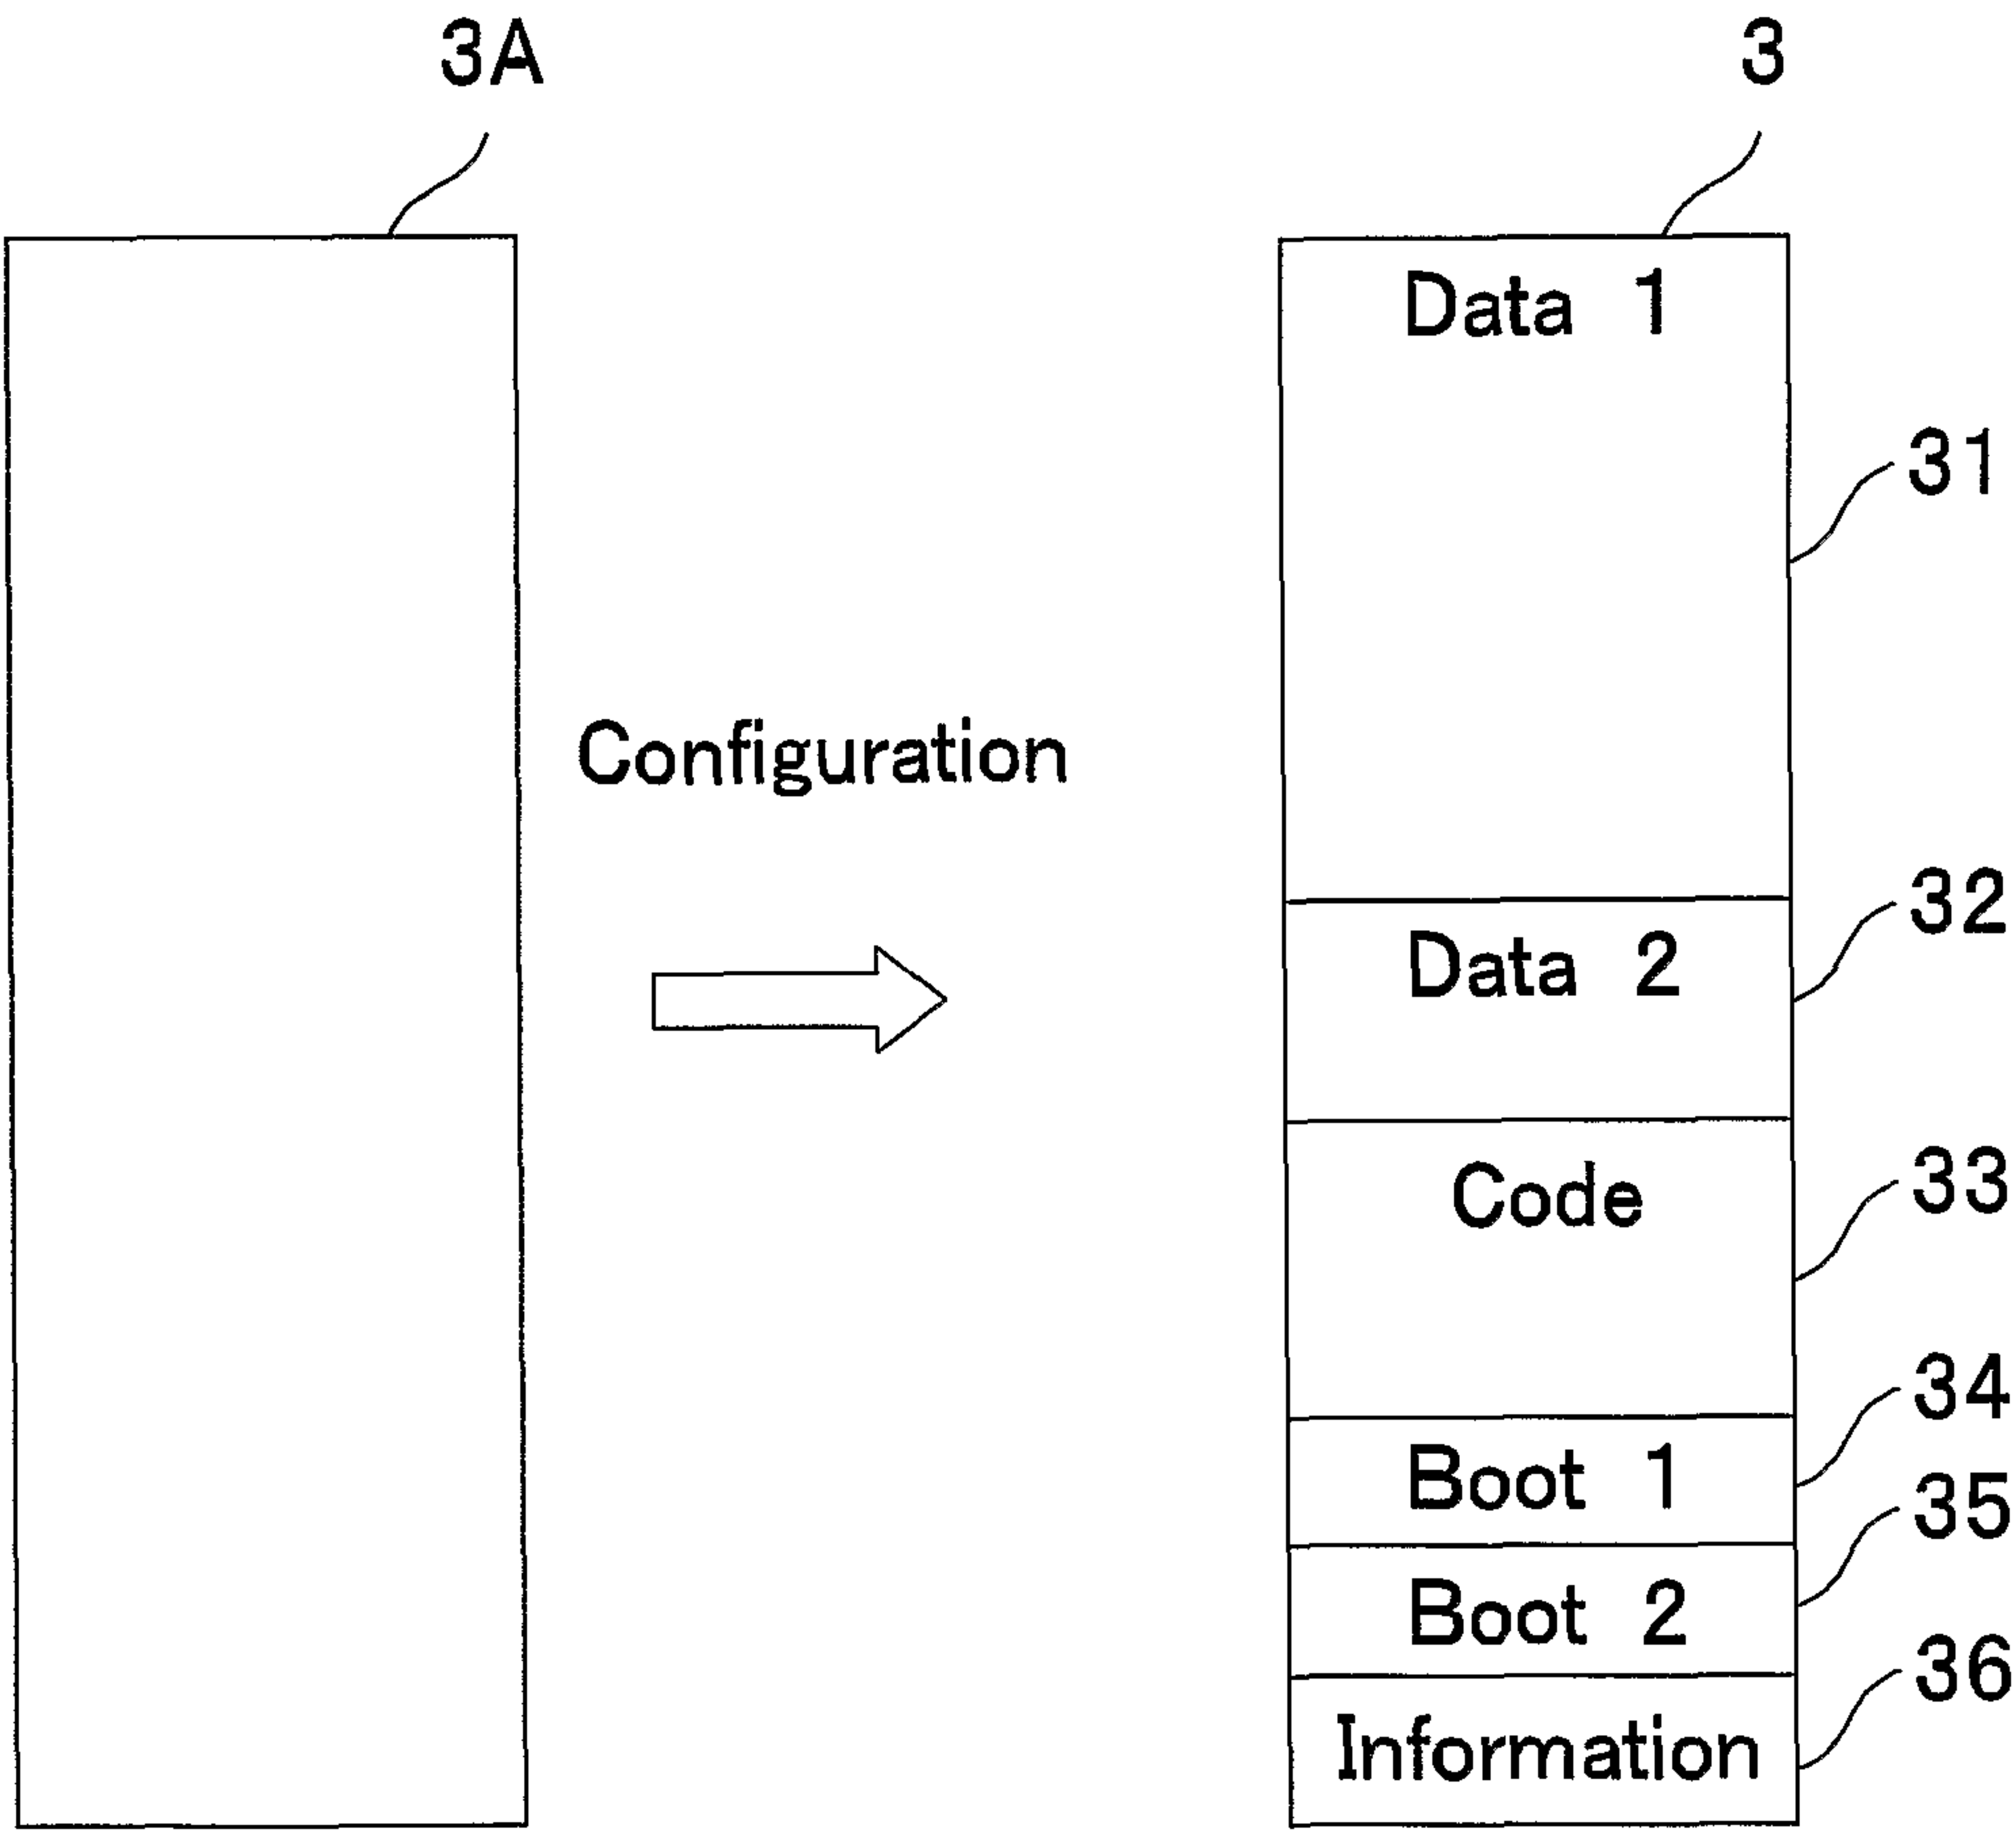 3A
3
Data 1
31
Configuration
32
Data 2
33
Code
34
Boot 1
35
Boot 2
36
Information